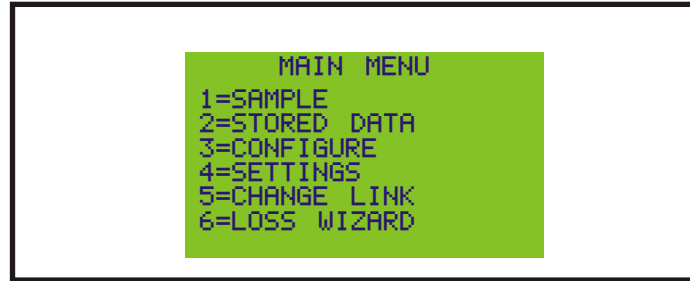 MAIN MENU
1=SAMPLE
2=STORED DATA
3=CONFIGURE
4=SETTINGS
5=CHANGE LINK
6=LOSS WIZARD